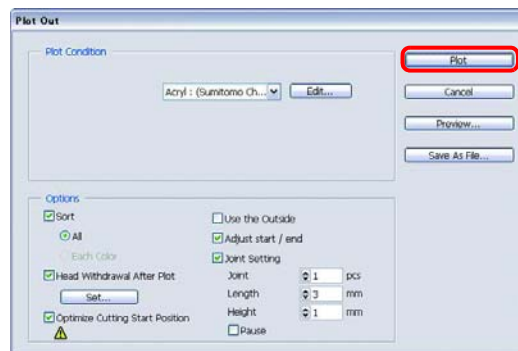 Plot Out
Plot Condition
Acryl : (Sumitomo Ch...
Edit...
Plot
Cancel
Preview...
Save As File...
Options
Sort
All
Each Color
Head Withdrawal After Plot
Set...
Optimize Cutting Start Position
Use the Outside
Adjust start / end
Joint Setting
Joint 1 pcs
Length 3 mm
Height 1 mm
Pause